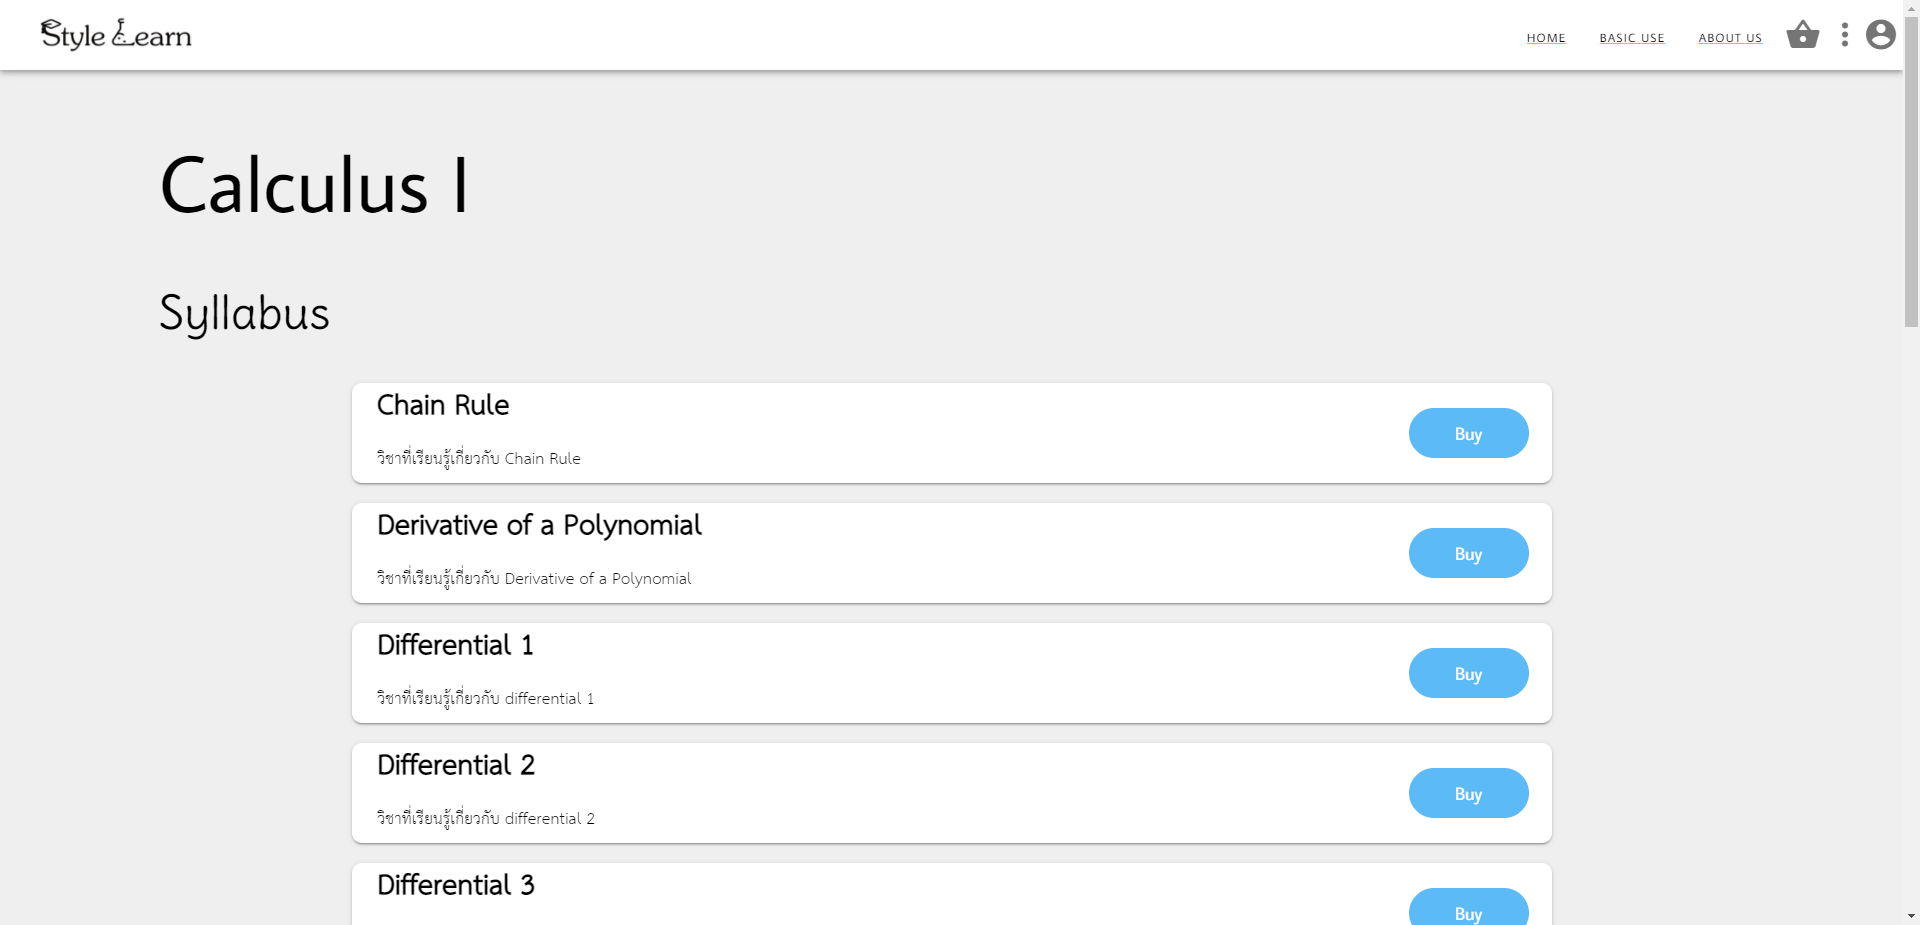 Style Learn
HOME BASIC USE ABOUT US
Calculus I
Syllabus
Chain Rule
วิชาที่เรียนรู้เกี่ยวกับ Chain Rule
Buy
Derivative of a Polynomial
วิชาที่เรียนรู้เกี่ยวกับ Derivative of a Polynomial
Buy
Differential 1
วิชาที่เรียนรู้เกี่ยวกับ differential 1
Buy
Differential 2
วิชาที่เรียนรู้เกี่ยวกับ differential 2
Buy
Differential 3
Buy